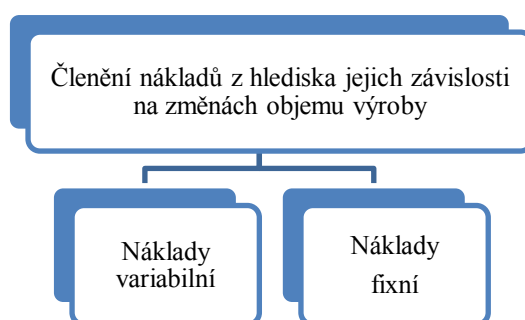 Členění nákladů z hlediska jejich závislosti
na změnách objemu výroby
Náklady
variabilní
Náklady
fixní